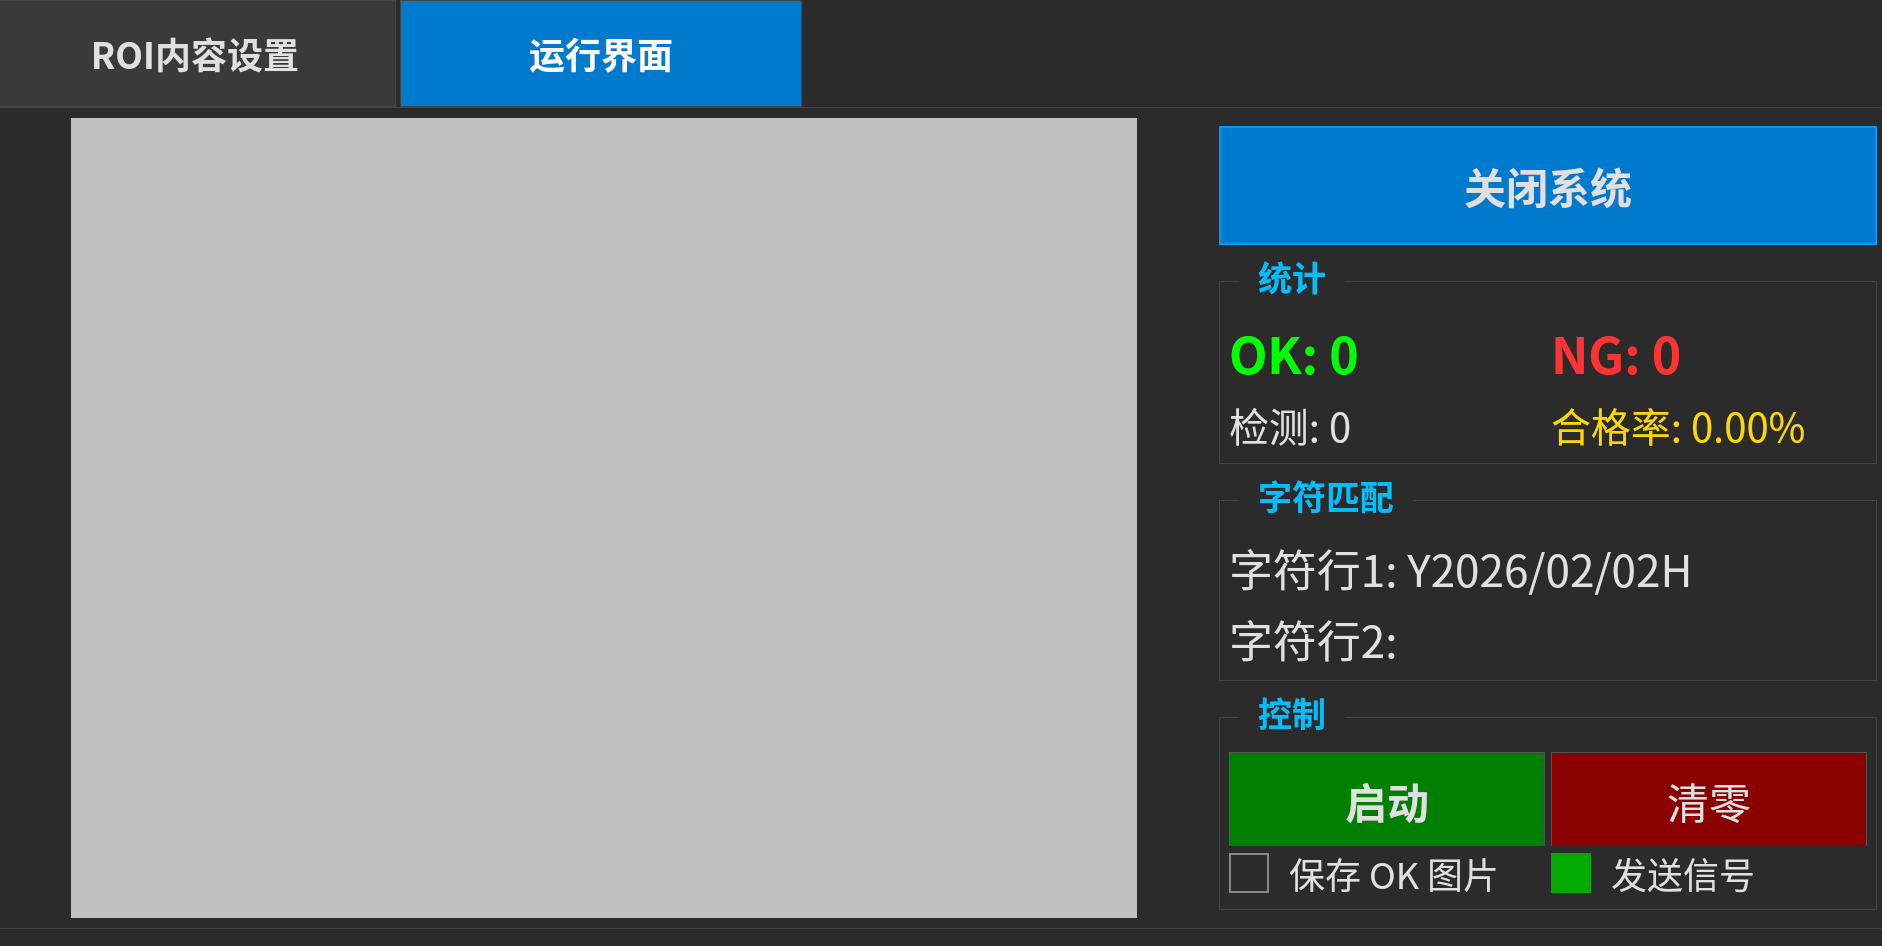 ROI内容设置
运行界面
关闭系统
统计
OK: 0
NG: 0
检测: 0
合格率: 0.00%
字符匹配
字符行1: Y2026/02/02H
字符行2:
控制
启动
清零
保存 OK 图片
发送信号